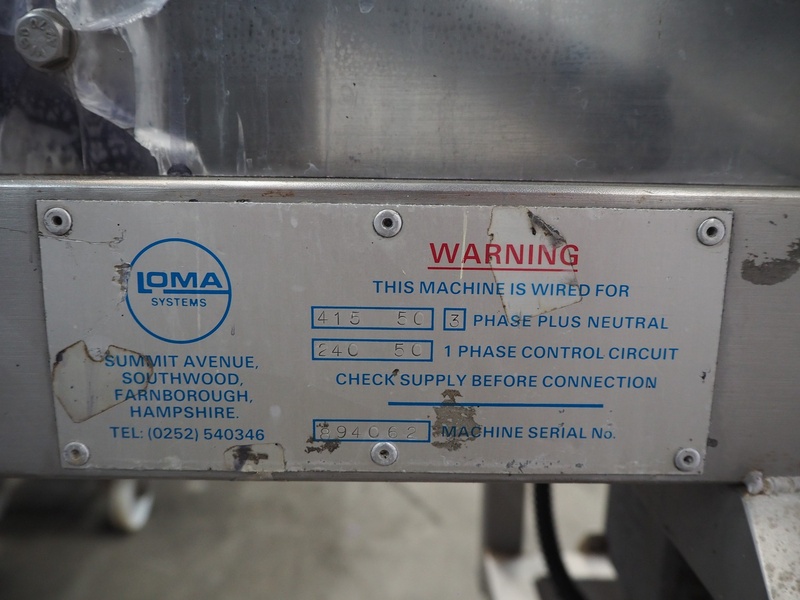 LOMA
SYSTEMS
SUMMIT AVENUE,
SOUTHWOOD,
FARNBOROUGH,
HAMPSHIRE.
TEL: (0252) 540346
WARNING
THIS MACHINE IS WIRED FOR
415 50 3 PHASE PLUS NEUTRAL
240 50 1 PHASE CONTROL CIRCUIT
CHECK SUPPLY BEFORE CONNECTION
894062 MACHINE SERIAL No.